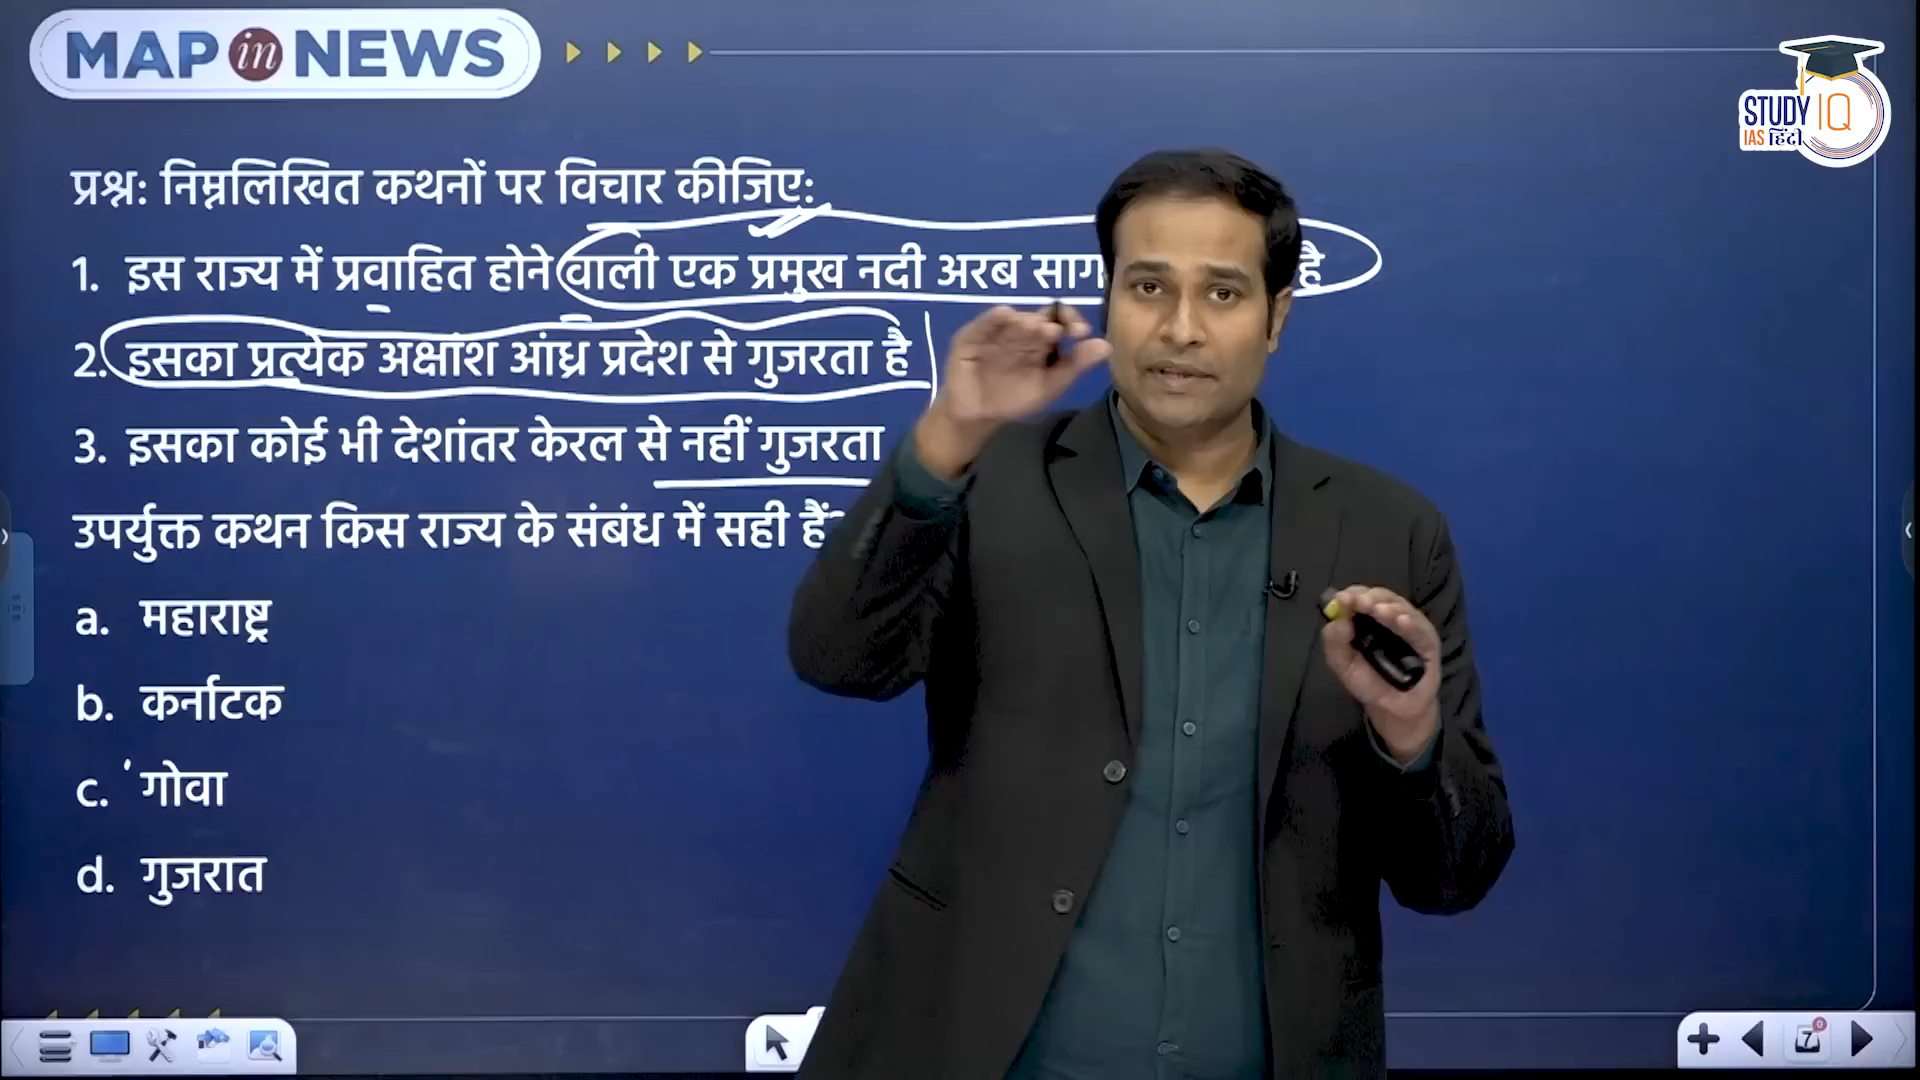 MAP in NEWS
STUDY IQ
IAS हिंदी
प्रश्न: निम्नलिखित कथनों पर विचार कीजिए:
1. इस राज्य में प्रवाहित होने वाली एक प्रमुख नदी अरब है
2. इसका प्रत्येक अक्षांश आंध्र प्रदेश से गुजरता है
3. इसका कोई भी देशांतर केरल से नहीं गुजरता
उपर्युक्त कथन किस राज्य के संबंध में सही हैं
a. महाराष्ट्र
b. कर्नाटक
c. गोवा
d. गुजरात
7